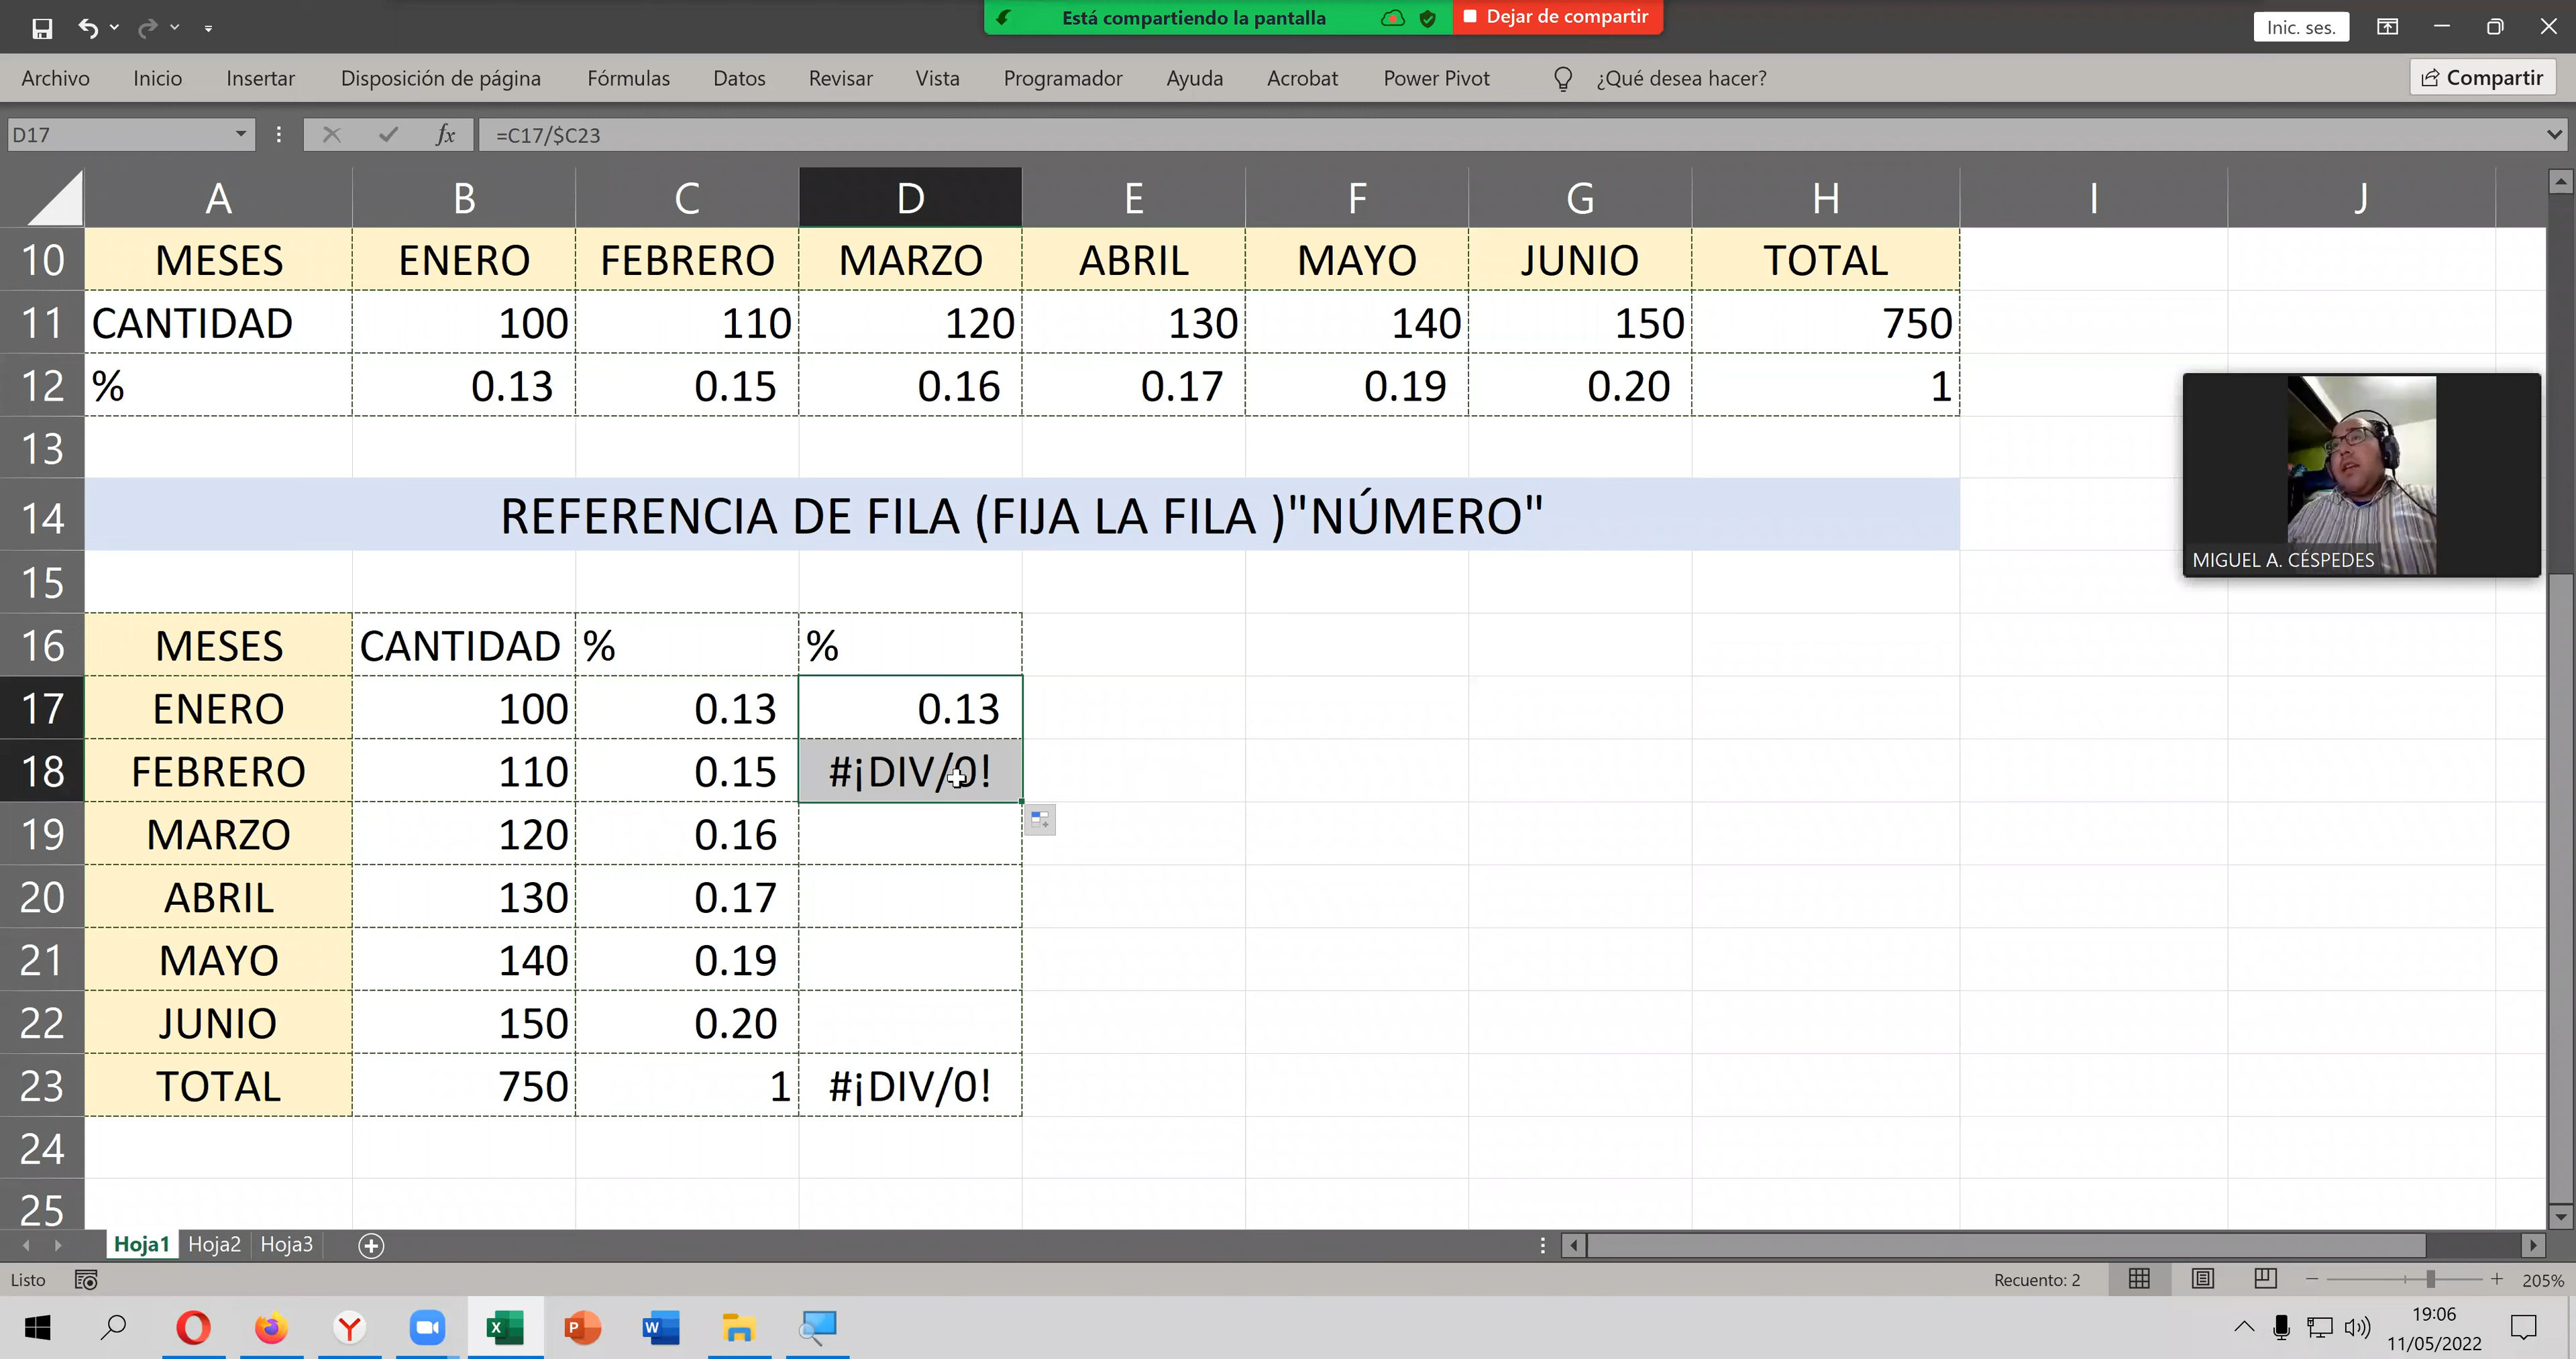 Está compartiendo la pantalla
Dejar de compartir
Inic. ses.
Archivo Inicio Insertar Disposición de página Fórmulas Datos Revisar Vista Programador Ayuda Acrobat Power Pivot ¿Qué desea hacer? Compartir
D17 fx =C17/$C23
A B C D E F G H I J
10 MESES ENERO FEBRERO MARZO ABRIL MAYO JUNIO TOTAL
11 CANTIDAD 100 110 120 130 140 150 750
12 % 0.13 0.15 0.16 0.17 0.19 0.20 1
13
14 REFERENCIA DE FILA (FIJA LA FILA )"NÚMERO"
MIGUEL A. CÉSPEDES
15
16 MESES CANTIDAD % %
17 ENERO 100 0.13 0.13
18 FEBRERO 110 0.15 #¡DIV/0!
19 MARZO 120 0.16
20 ABRIL 130 0.17
21 MAYO 140 0.19
22 JUNIO 150 0.20
23 TOTAL 750 1 #¡DIV/0!
24
25
Hoja1 Hoja2 Hoja3
Listo Recuento: 2 205%
19:06
11/05/2022